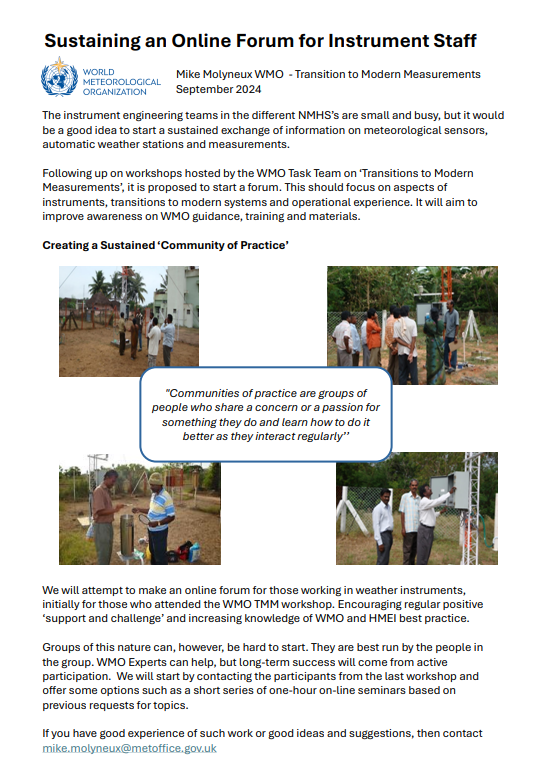 Sustaining an Online Forum for Instrument Staff
WORLD
METEOROLOGICAL
ORGANIZATION
Mike Molyneux WMO  - Transition to Modern Measurements
September 2024
The instrument engineering teams in the different NMHS's are small and busy, but it would
be a good idea to start a sustained exchange of information on meteorological sensors,
automatic weather stations and measurements.
Following up on workshops hosted by the WMO Task Team on 'Transitions to Modern
Measurements', it is proposed to start a forum. This should focus on aspects of
instruments, transitions to modern systems and operational experience. It will aim to
improve awareness on WMO guidance, training and materials.
Creating a Sustained 'Community of Practice'
"Communities of practice are groups of
people who share a concern or a passion for
something they do and learn how to do it
better as they interact regularly''
We will attempt to make an online forum for those working in weather instruments,
initially for those who attended the WMO TMM workshop. Encouraging regular positive
'support and challenge' and increasing knowledge of WMO and HMEI best practice.
Groups of this nature can, however, be hard to start. They are best run by the people in
the group. WMO Experts can help, but long-term success will come from active
participation.  We will start by contacting the participants from the last workshop and
offer some options such as a short series of one-hour on-line seminars based on
previous requests for topics.
If you have good experience of such work or good ideas and suggestions, then contact
mike.molyneux@metoffice.gov.uk